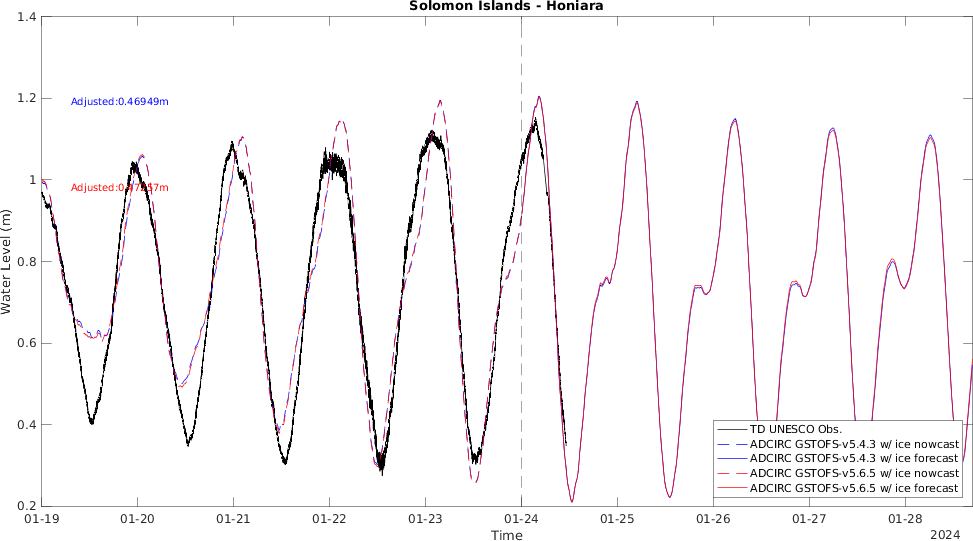 Solomon Islands - Honiara
1.4
1.2
1
0.8
0.6
0.4
0.2
Water Level (m)
Adjusted:0.46949m
TD UNESCO Obs.
ADCIRC GSTOFS-v5.4.3 w/ ice nowcast
ADCIRC GSTOFS-v5.4.3 w/ ice forecast
ADCIRC GSTOFS-v5.6.5 w/ ice nowcast
ADCIRC GSTOFS-v5.6.5 w/ ice forecast
01-19
01-20
01-21
01-22
01-23
01-24
01-25
01-26
01-27
01-28
Time
2024